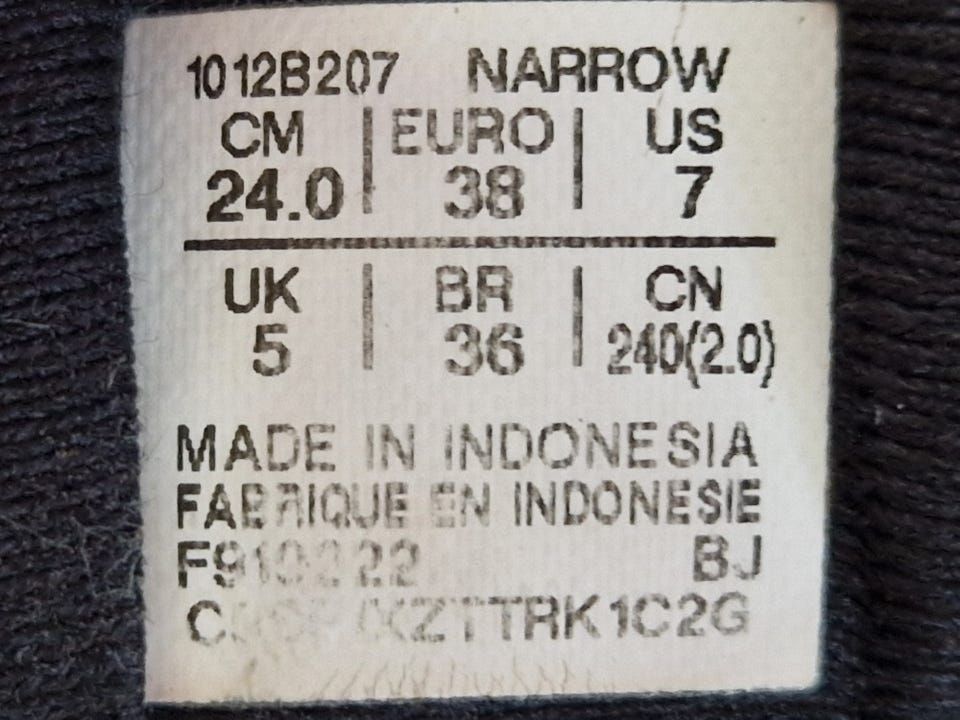 1012B207 NARROW
CM | EURO | US
24.0 | 38 | 7
UK | BR | CN
5 | 36 | 240(2.0)
MADE IN INDONESIA
FABRIQUE EN INDONESIE
BJ